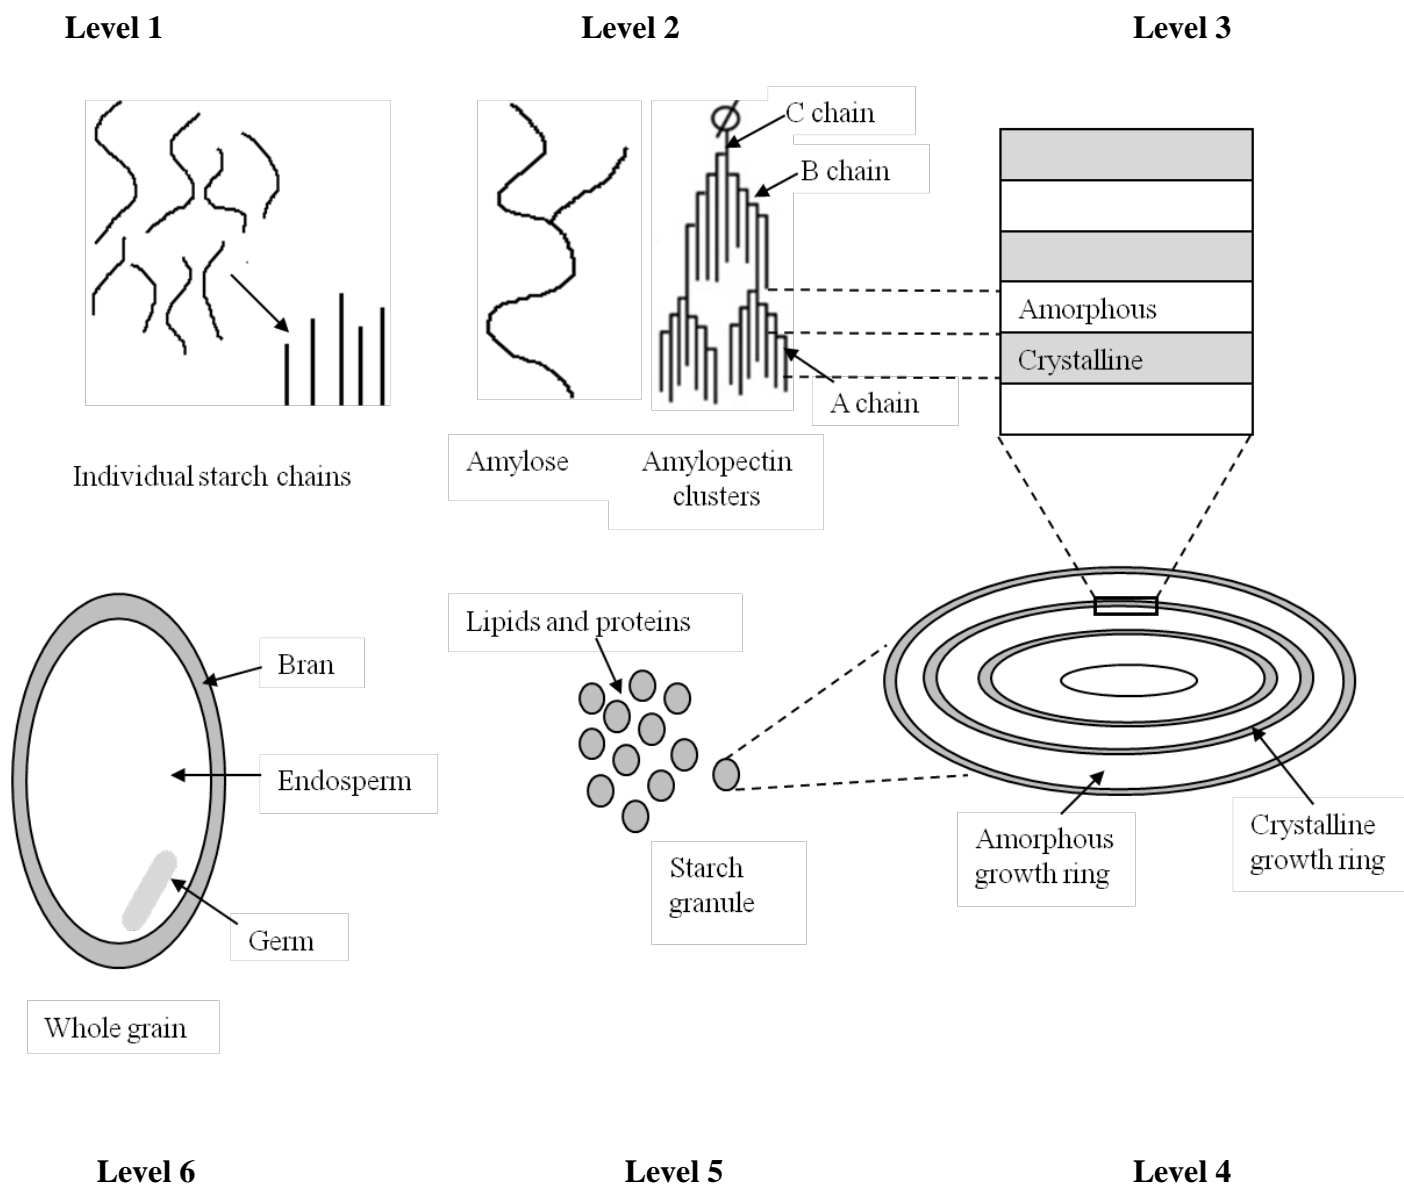 Level 1
Level 2
Level 3
C chain
B chain
Amorphous
Crystalline
A chain
Individual starch chains
Amylose
Amylopectin
clusters
Lipids and proteins
Bran
Endosperm
Germ
Whole grain
Starch
granule
Amorphous
growth ring
Crystalline
growth ring
Level 6
Level 5
Level 4